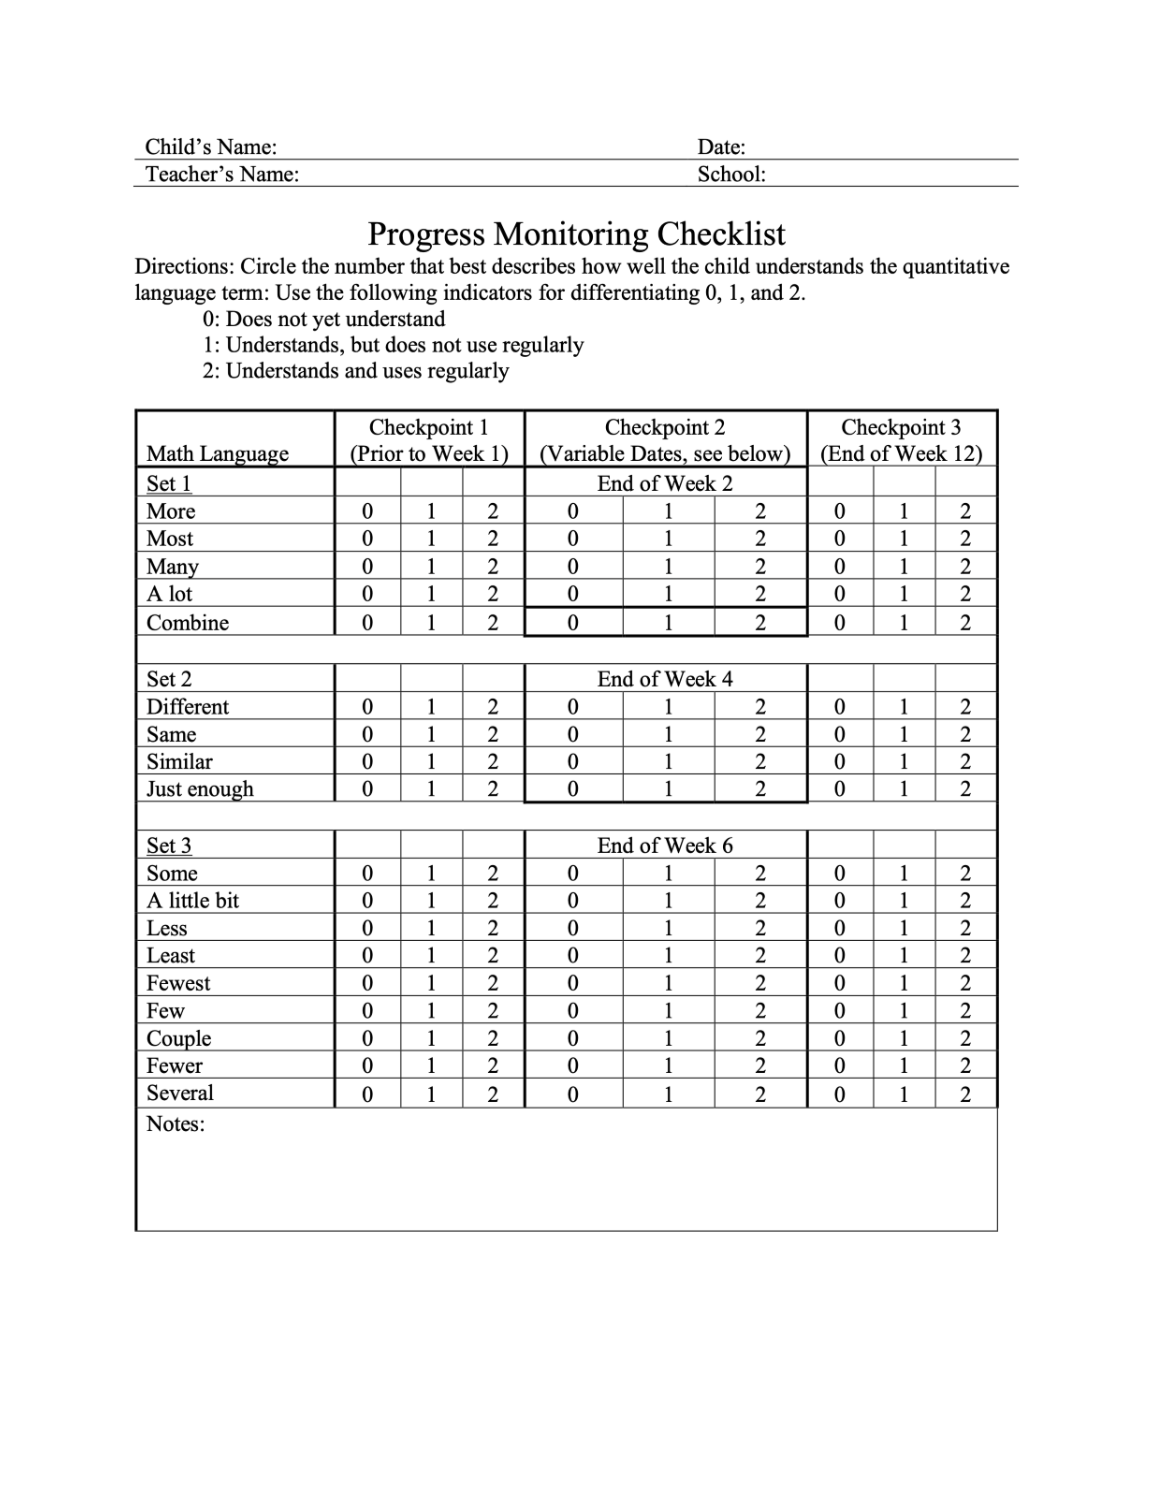 Child’s Name: Date:
Teacher’s Name: School:
Progress Monitoring Checklist
Directions: Circle the number that best describes how well the child understands the quantitative
language term: Use the following indicators for differentiating 0, 1, and 2.
0: Does not yet understand
1: Understands, but does not use regularly
2: Understands and uses regularly
Checkpoint 1 Checkpoint 2 Checkpoint 3
Math Language (Prior to Week 1) (Variable Dates, see below) (End of Week 12)
Set 1 End of Week 2
More 0 1 2 0 1 2 0 1 2
Most 0 1 2 0 1 2 0 1 2
Many 0 1 2 0 1 2 0 1 2
A lot 0 1 2 0 1 2 0 1 2
Combine 0 1 2 0 1 2 0 1 2
Set 2 End of Week 4
Different 0 1 2 0 1 2 0 1 2
Same 0 1 2 0 1 2 0 1 2
Similar 0 1 2 0 1 2 0 1 2
Just enough 0 1 2 0 1 2 0 1 2
Set 3 End of Week 6
Some 0 1 2 0 1 2 0 1 2
A little bit 0 1 2 0 1 2 0 1 2
Less 0 1 2 0 1 2 0 1 2
Least 0 1 2 0 1 2 0 1 2
Fewest 0 1 2 0 1 2 0 1 2
Few 0 1 2 0 1 2 0 1 2
Couple 0 1 2 0 1 2 0 1 2
Fewer 0 1 2 0 1 2 0 1 2
Several 0 1 2 0 1 2 0 1 2
Notes: